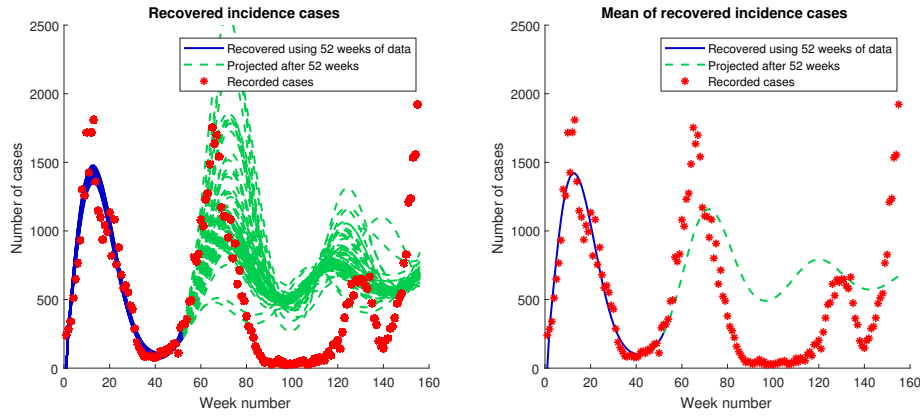 Recovered incidence cases
2500
2000
1500
1000
500
0
Number of cases
Recovered using 52 weeks of data
Projected after 52 weeks
Recorded cases
0 20 40 60 80 100 120 140 160
Week number
Mean of recovered incidence cases
2500
2000
1500
1000
500
0
Number of cases
Recovered using 52 weeks of data
Projected after 52 weeks
Recorded cases
0 20 40 60 80 100 120 140 160
Week number